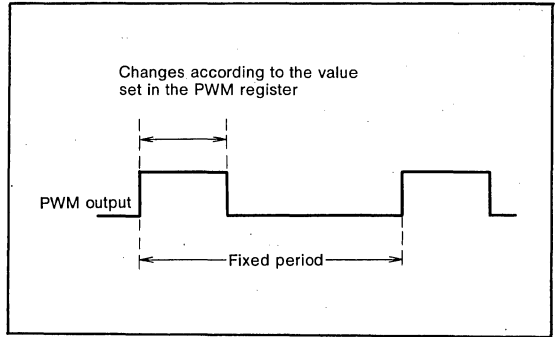 Changes according to the value
set in the PWM register
PWM output
Fixed period